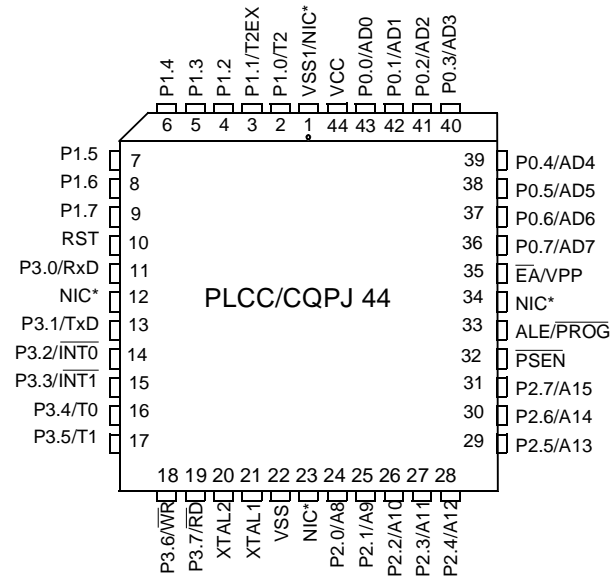 P1.4
P1.3
P1.2
P1.1/T2EX
P1.0/T2
VSS1/NIC*
VCC
P0.0/AD0
P0.1/AD1
P0.2/AD2
P0.3/AD3
6 5 4 3 2 1 44 43 42 41 40
P1.5 7
P1.6 8
P1.7 9
RST 10
P3.0/RxD 11
NIC* 12
P3.1/TxD 13
P3.2/INT0 14
P3.3/INT1 15
P3.4/T0 16
P3.5/T1 17
PLCC/CQPJ 44
39 P0.4/AD4
38 P0.5/AD5
37 P0.6/AD6
36 P0.7/AD7
35 EA/VPP
34 NIC*
33 ALE/PROG
32 PSEN
31 P2.7/A15
30 P2.6/A14
29 P2.5/A13
18 19 20 21 22 23 24 25 26 27 28
P3.6/WR
P3.7/RD
XTAL2
XTAL1
VSS
NIC*
P2.0/A8
P2.1/A9
P2.2/A10
P2.3/A11
P2.4/A12